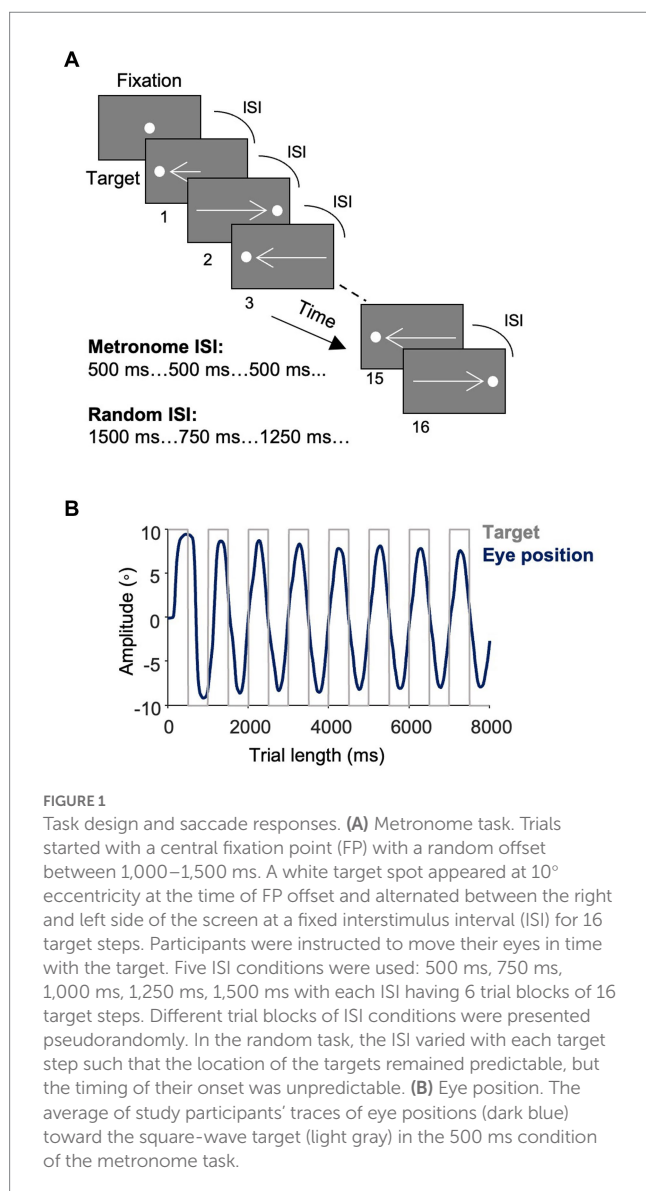 A
Fixation
ISI
ISI
Target
ISI
1
2
3
Time
ISI
Metronome ISI:
500 ms…500 ms…500 ms...
15
Random ISI:
1500 ms…750 ms…1250 ms…
16
B
Target
Eye position
Amplitude (°)
10
5
0
-5
-10
0
2000
4000
6000
8000
Trial length (ms)
FIGURE 1
Task design and saccade responses. (A) Metronome task. Trials
started with a central fixation point (FP) with a random offset
between 1,000–1,500 ms. A white target spot appeared at 10°
eccentricity at the time of FP offset and alternated between the right
and left side of the screen at a fixed interstimulus interval (ISI) for 16
target steps. Participants were instructed to move their eyes in time
with the target. Five ISI conditions were used: 500 ms, 750 ms,
1,000 ms, 1,250 ms, 1,500 ms with each ISI having 6 trial blocks of 16
target steps. Different trial blocks of ISI conditions were presented
pseudorandomly. In the random task, the ISI varied with each target
step such that the location of the targets remained predictable, but
the timing of their onset was unpredictable. (B) Eye position. The
average of study participants’ traces of eye positions (dark blue)
toward the square-wave target (light gray) in the 500 ms condition
of the metronome task.